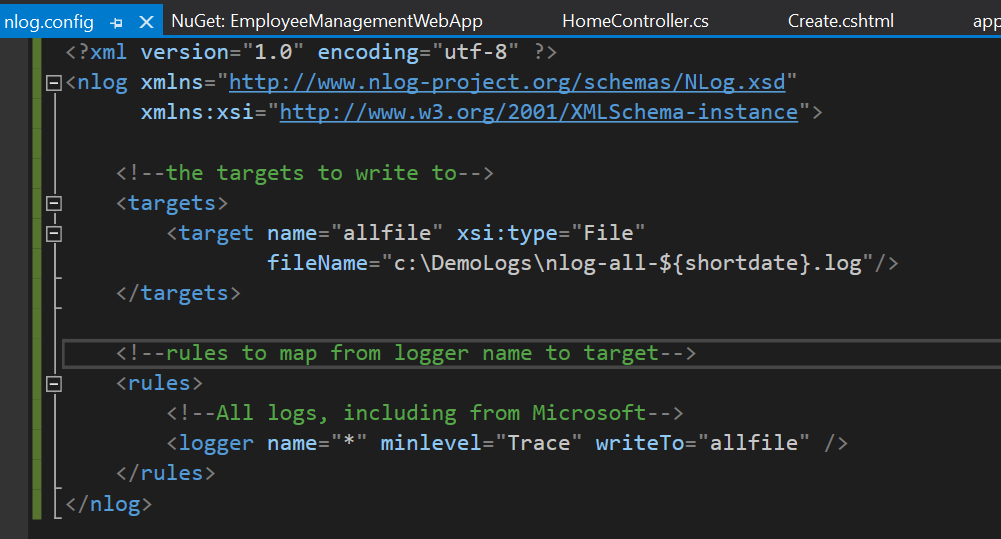 nlog.config NuGet: EmployeeManagementWebApp HomeController.cs Create.cshtml app
<?xml version="1.0" encoding="utf-8" ?>
<nlog xmlns="http://www.nlog-project.org/schemas/NLog.xsd"
xmlns:xsi="http://www.w3.org/2001/XMLSchema-instance">
<!--the targets to write to-->
<targets>
<target name="allfile" xsi:type="File"
fileName="c:\DemoLogs\nlog-all-${shortdate}.log"/>
</targets>
<!--rules to map from logger name to target-->
<rules>
<!--All logs, including from Microsoft-->
<logger name="*" minlevel="Trace" writeTo="allfile" />
</rules>
</nlog>